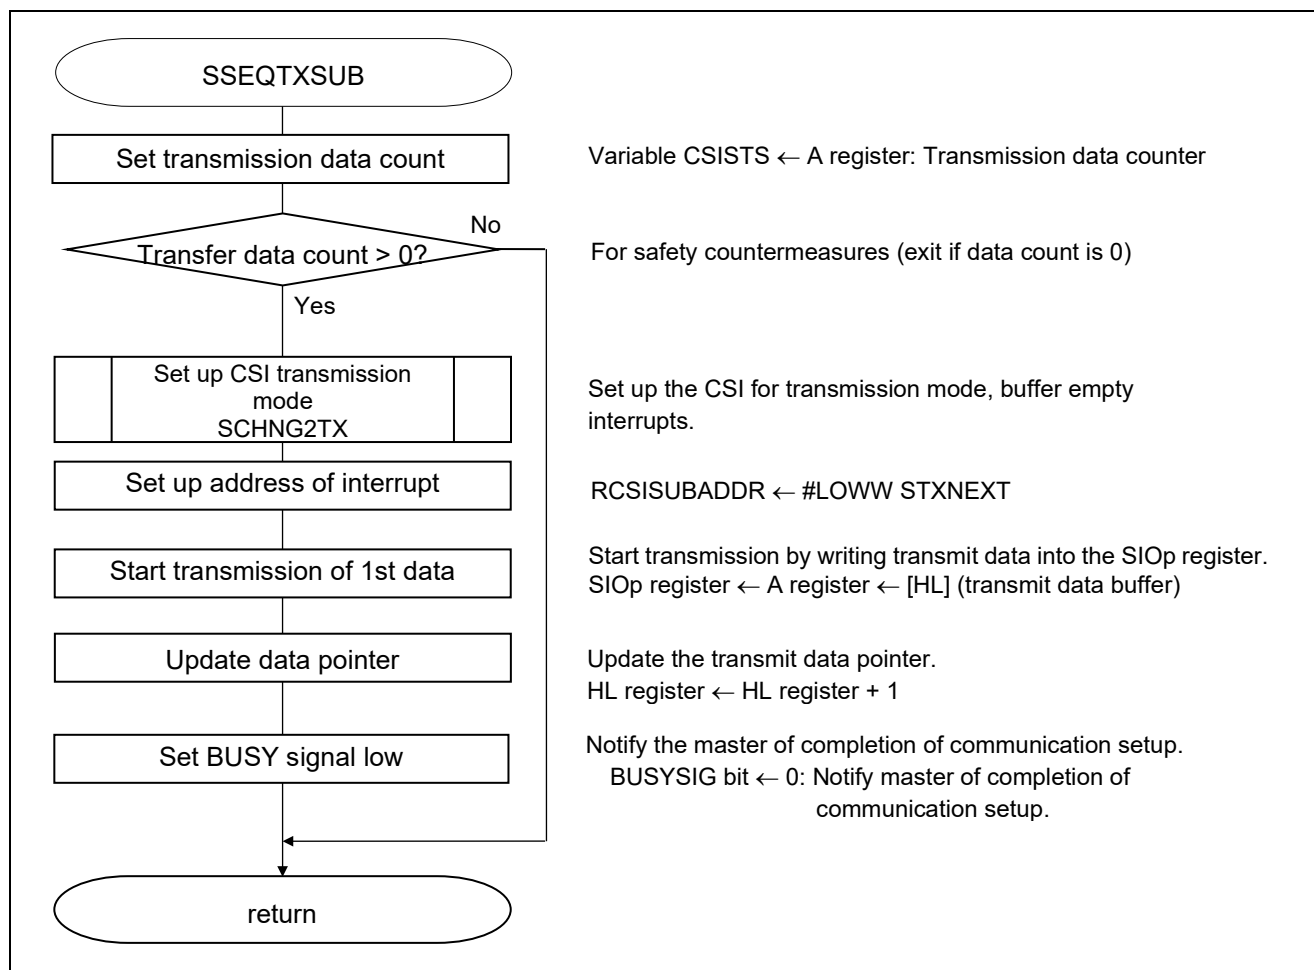 SSEQTXSUB
Set transmission data count
Variable CSISTS ← A register: Transmission data counter
No
Transfer data count > 0?
For safety countermeasures (exit if data count is 0)
Yes
Set up CSI transmission
mode
SCHNG2TX
Set up the CSI for transmission mode, buffer empty
interrupts.
Set up address of interrupt
RCSISUBADDR ← #LOWW STXNEXT
Start transmission of 1st data
Start transmission by writing transmit data into the SIOp register.
SIOp register ← A register ← [HL] (transmit data buffer)
Update data pointer
Update the transmit data pointer.
HL register ← HL register + 1
Set BUSY signal low
Notify the master of completion of communication setup.
BUSYSIG bit ← 0: Notify master of completion of
communication setup.
return